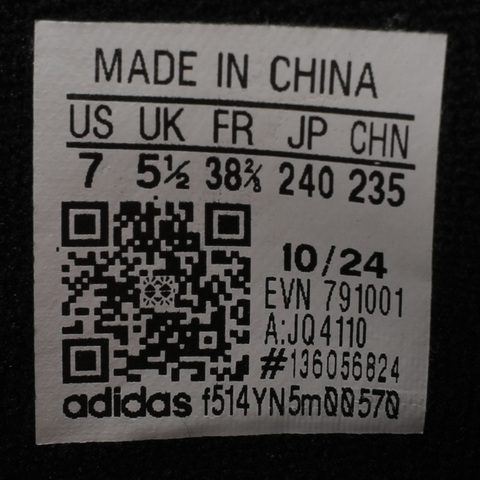 MADE IN CHINA
US UK FR JP CHN
7 5½ 38⅔ 240 235
10/24
EVN 791001
A:JQ4110
#136056824
adidas f514YN5m00570